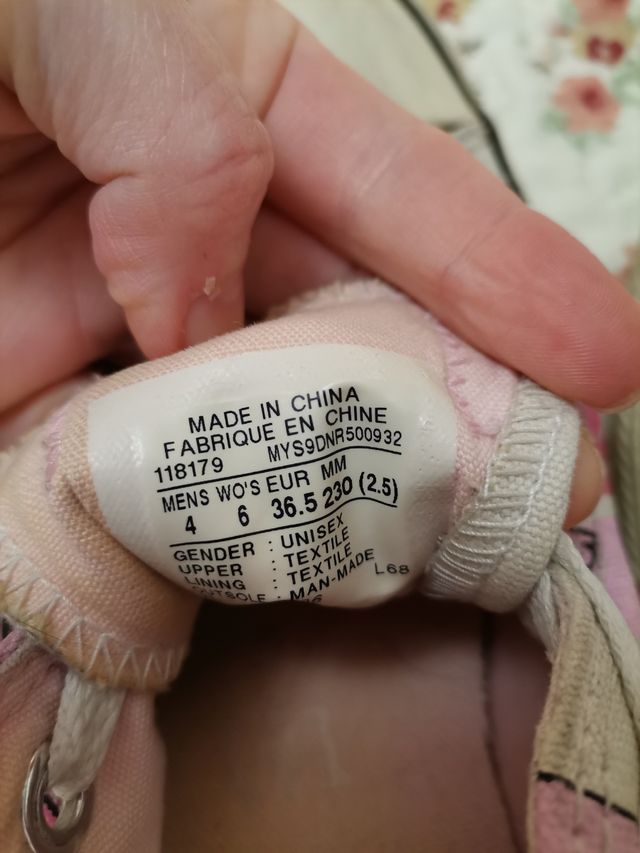 MADE IN CHINA
FABRIQUE EN CHINE
118179 MYS9DNR500932
MENS WO'S EUR MM
4 6 36.5 230 (2.5)
GENDER : UNISEX
UPPER : TEXTILE
LINING : TEXTILE
OUTSOLE : MAN-MADE
L68